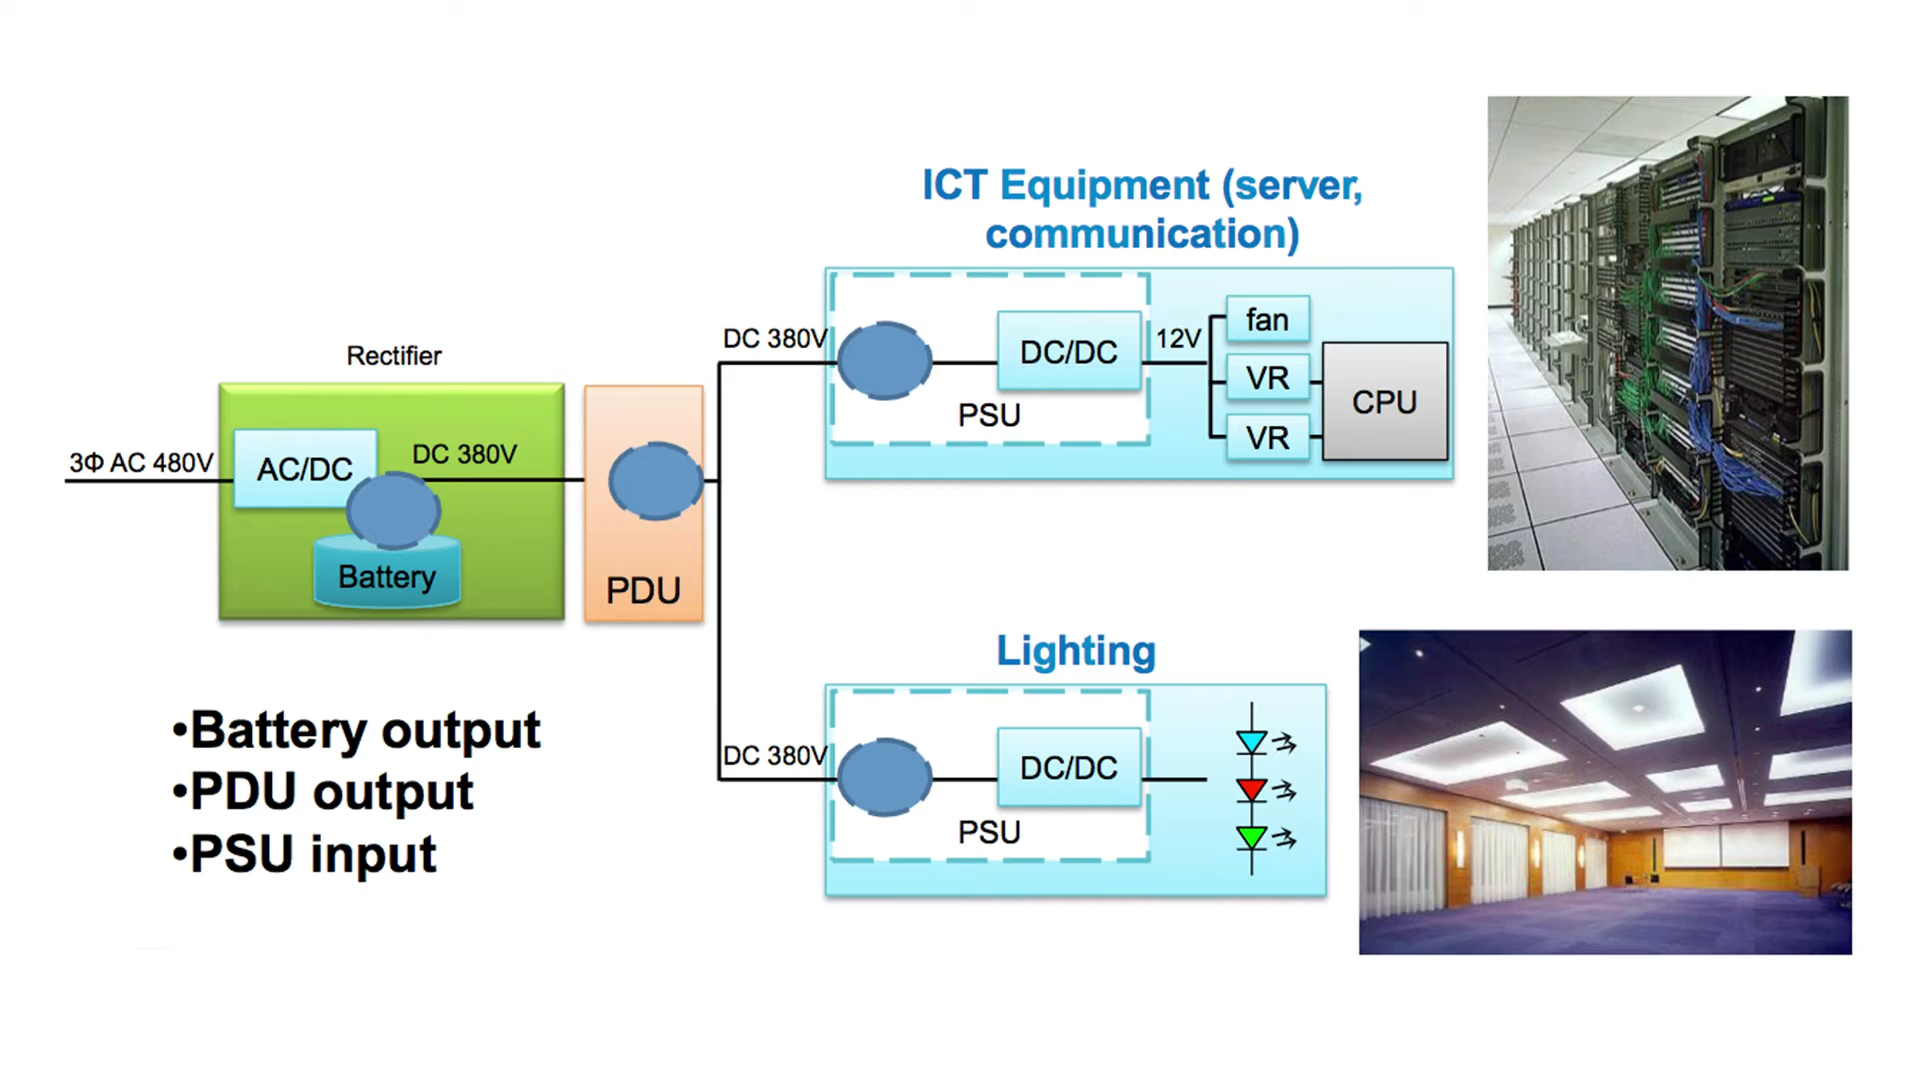 ICT Equipment (server,
communication)
DC 380V
DC/DC
12V
fan
VR
VR
CPU
PSU
Rectifier
3Φ AC 480V
AC/DC
DC 380V
Battery
PDU
Lighting
DC 380V
DC/DC
PSU
•Battery output
•PDU output
•PSU input